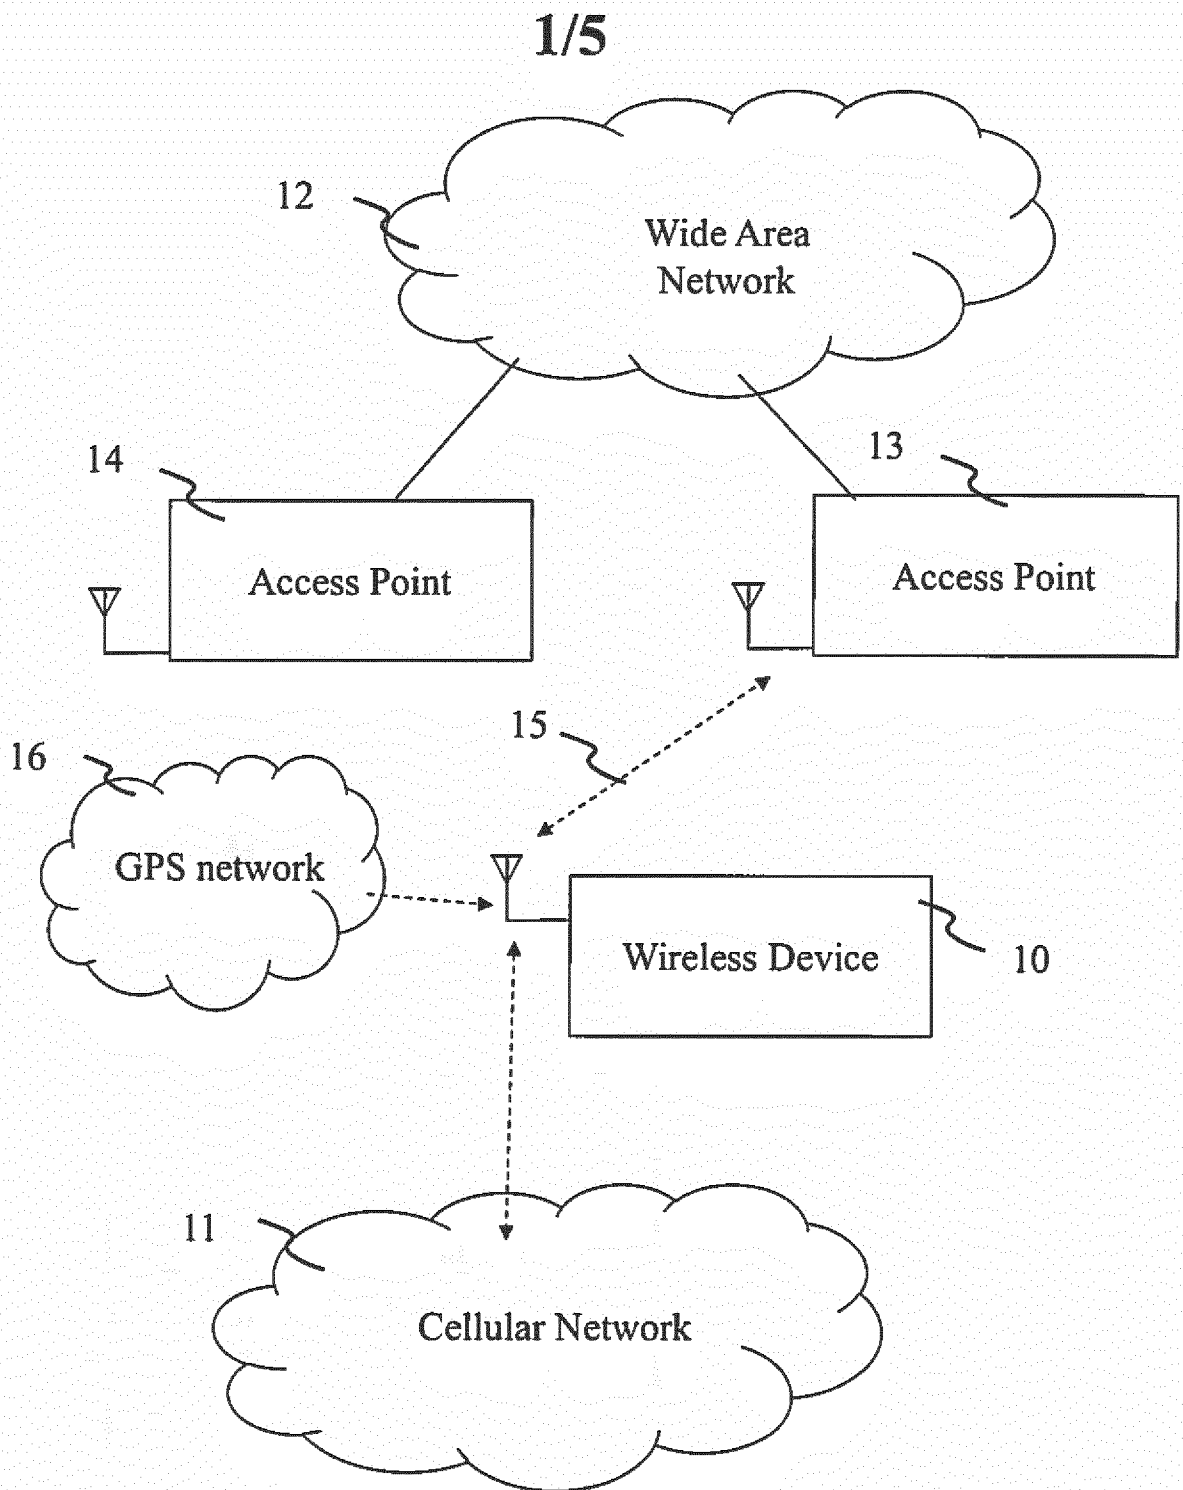 1/5
12
Wide Area
Network
14
13
Access Point
Access Point
15
16
GPS network
Wireless Device
10
11
Cellular Network